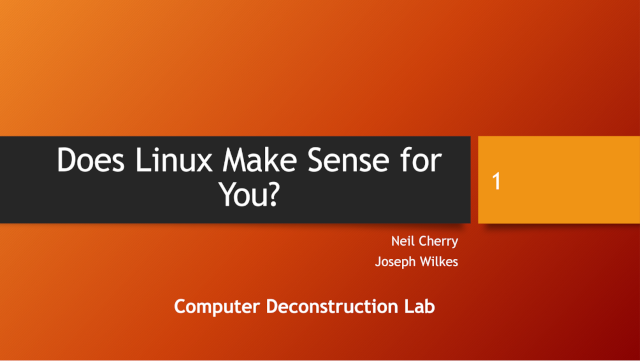 Does Linux Make Sense for
You?
1
Neil Cherry
Joseph Wilkes
Computer Deconstruction Lab